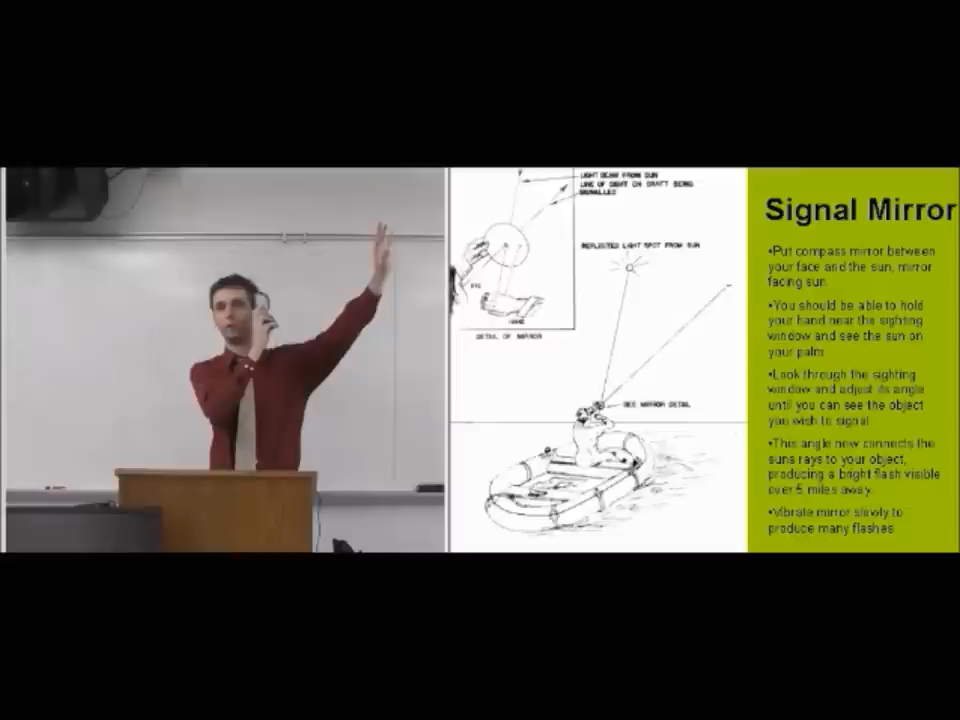 LIGHT BEAM FROM SUN
LINE OF SIGHT ON CRAFT BEING
SIGNALLED
REFLECTED LIGHT SPOT FROM SUN
EYE
HAND
DETAIL OF MIRROR
SEE MIRROR DETAIL
Signal Mirror
•Put compass mirror between
your face and the sun, mirror
facing sun
•You should be able to hold
your hand near the sighting
window and see the sun on
your palm
•Look through the sighting
window and adjust its angle
until you can see the object
you wish to signal
•This angle now connects the
suns rays to your object,
producing a bright flash visible
over 5 miles away.
•Vibrate mirror slowly to
produce many flashes